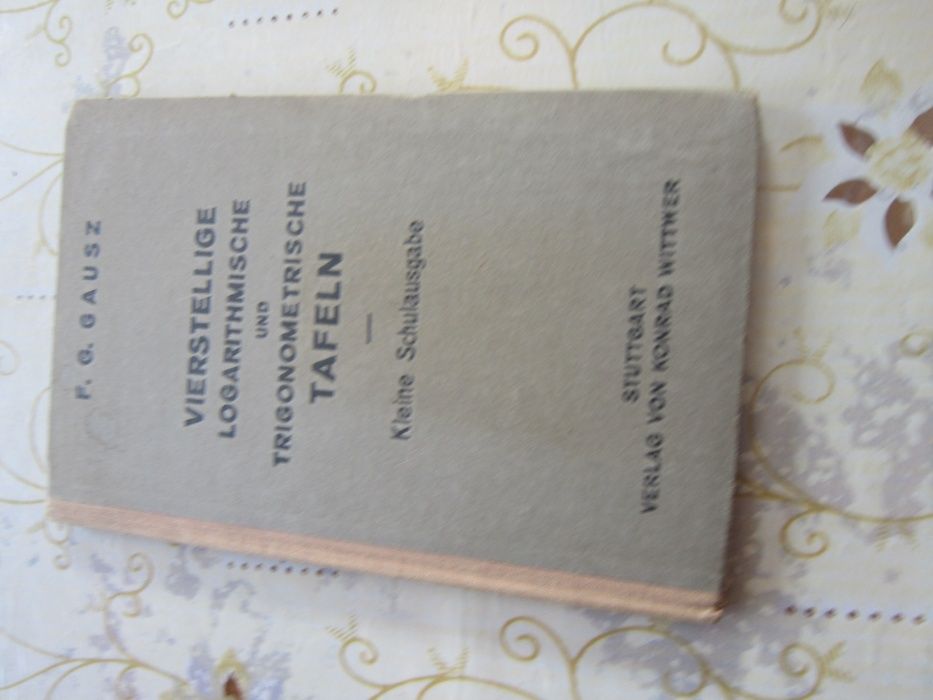 F. G. GAUSZ
VIERSTELLIGE
LOGARITHMISCHE
UND
TRIGONOMETRISCHE
TAFELN
Kleine Schulausgabe
STUTTGART
VERLAG VON KONRAD WITTWER